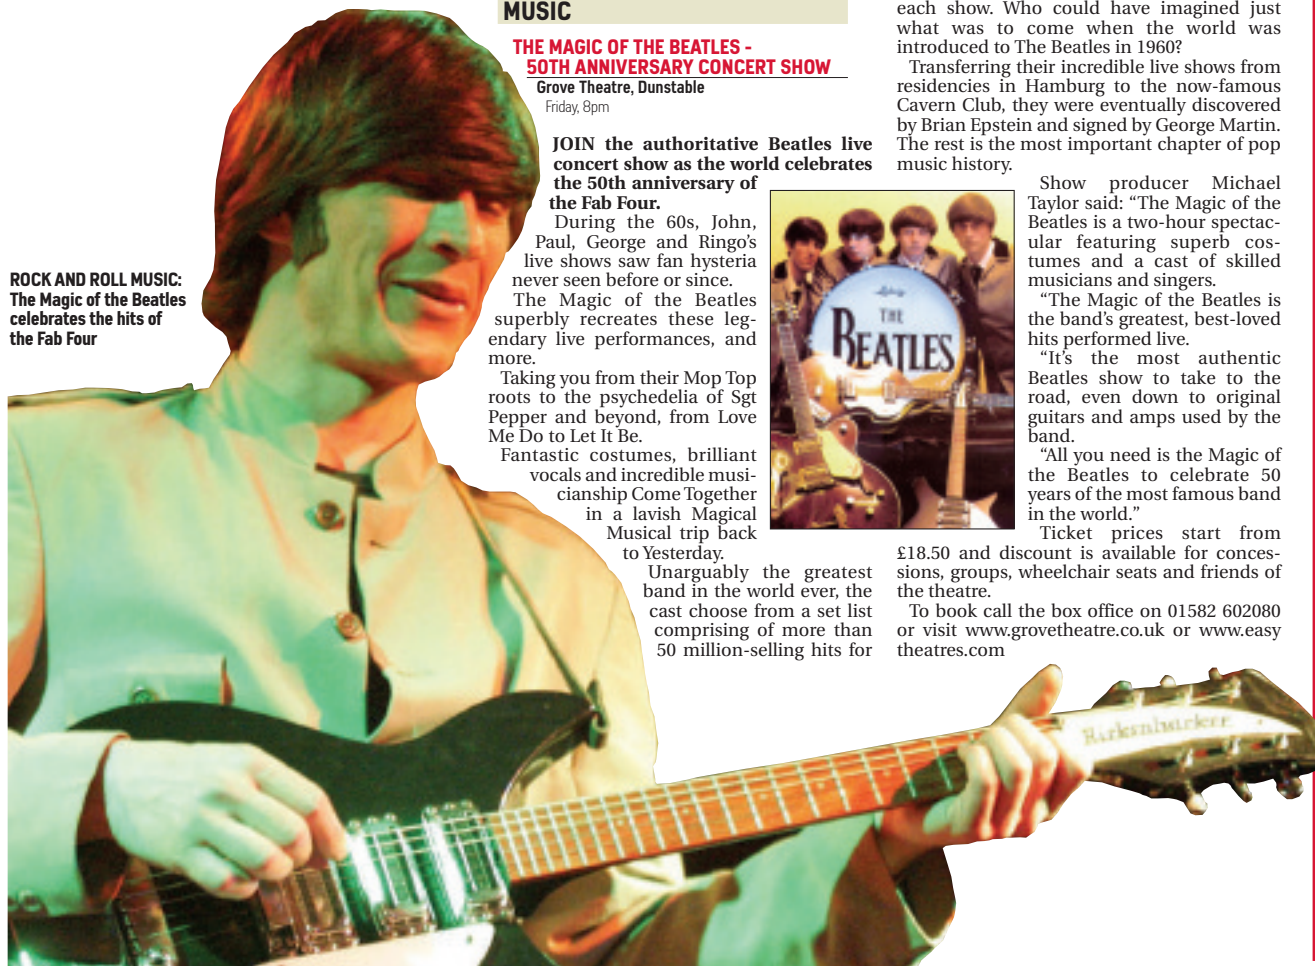 MUSIC
THE MAGIC OF THE BEATLES -
50TH ANNIVERSARY CONCERT SHOW
Grove Theatre, Dunstable
Friday, 8pm
JOIN the authoritative Beatles live
concert show as the world celebrates
the 50th anniversary of
the Fab Four.
During the 60s, John,
Paul, George and Ringo's
live shows saw fan hysteria
never seen before or since.
The Magic of the Beatles
superbly recreates these leg-
endary live performances, and
more.
Taking you from their Mop Top
roots to the psychedelia of Sgt
Pepper and beyond, from Love
Me Do to Let It Be.
Fantastic costumes, brilliant
vocals and incredible musi-
cianship Come Together
in a lavish Magical
Musical trip back
to Yesterday.
Unarguably the greatest
band in the world ever, the
cast choose from a set list
comprising of more than
50 million-selling hits for
each show. Who could have imagined just
what was to come when the world was
introduced to The Beatles in 1960?
Transferring their incredible live shows from
residencies in Hamburg to the now-famous
Cavern Club, they were eventually discovered
by Brian Epstein and signed by George Martin.
The rest is the most important chapter of pop
music history.
Show producer Michael
Taylor said: “The Magic of the
Beatles is a two-hour spectac-
ular featuring superb cos-
tumes and a cast of skilled
musicians and singers.
“The Magic of the Beatles is
the band's greatest, best-loved
hits performed live.
“It's the most authentic
Beatles show to take to the
road, even down to original
guitars and amps used by the
band.
“All you need is the Magic of
the Beatles to celebrate 50
years of the most famous band
in the world.”
Ticket prices start from
£18.50 and discount is available for conces-
sions, groups, wheelchair seats and friends of
the theatre.
To book call the box office on 01582 602080
or visit www.grovetheatre.co.uk or www.easy
theatres.com
ROCK AND ROLL MUSIC:
The Magic of the Beatles
celebrates the hits of
the Fab Four
Ludwig
THE
BEATLES
Rickenbacker